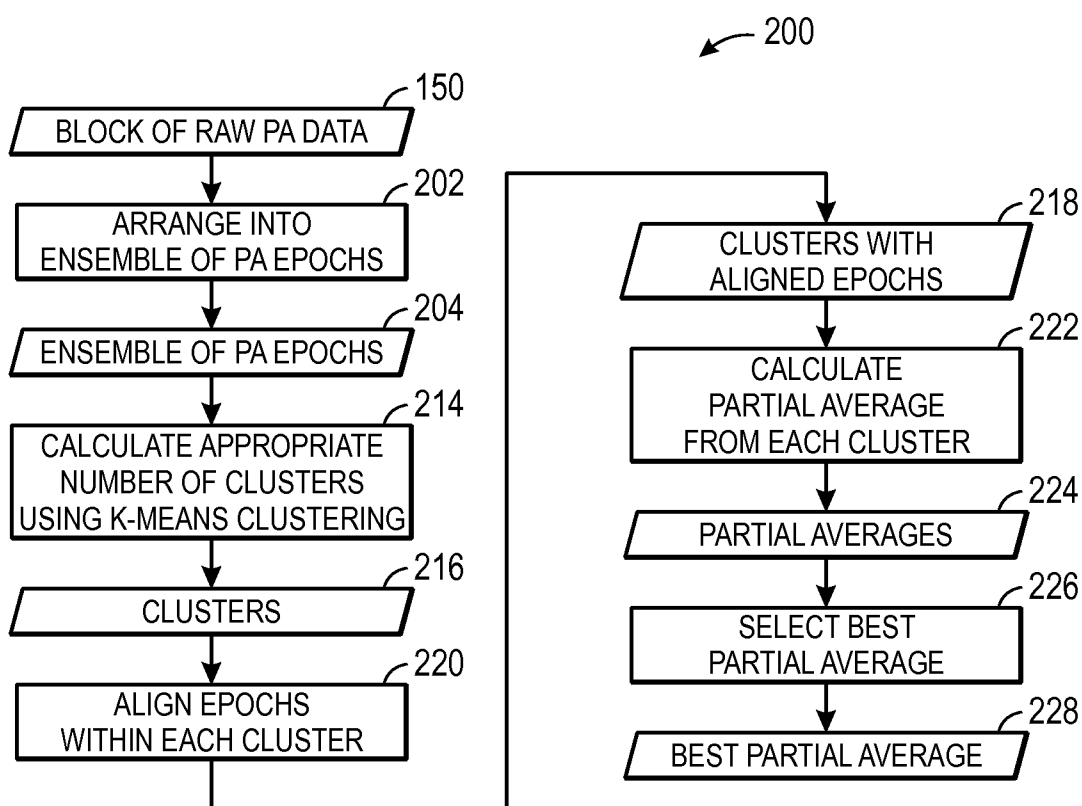 200
150
BLOCK OF RAW PA DATA
202
ARRANGE INTO
ENSEMBLE OF PA EPOCHS
204
ENSEMBLE OF PA EPOCHS
214
CALCULATE APPROPRIATE
NUMBER OF CLUSTERS
USING K-MEANS CLUSTERING
216
CLUSTERS
220
ALIGN EPOCHS
WITHIN EACH CLUSTER
218
CLUSTERS WITH
ALIGNED EPOCHS
222
CALCULATE
PARTIAL AVERAGE
FROM EACH CLUSTER
224
PARTIAL AVERAGES
226
SELECT BEST
PARTIAL AVERAGE
228
BEST PARTIAL AVERAGE